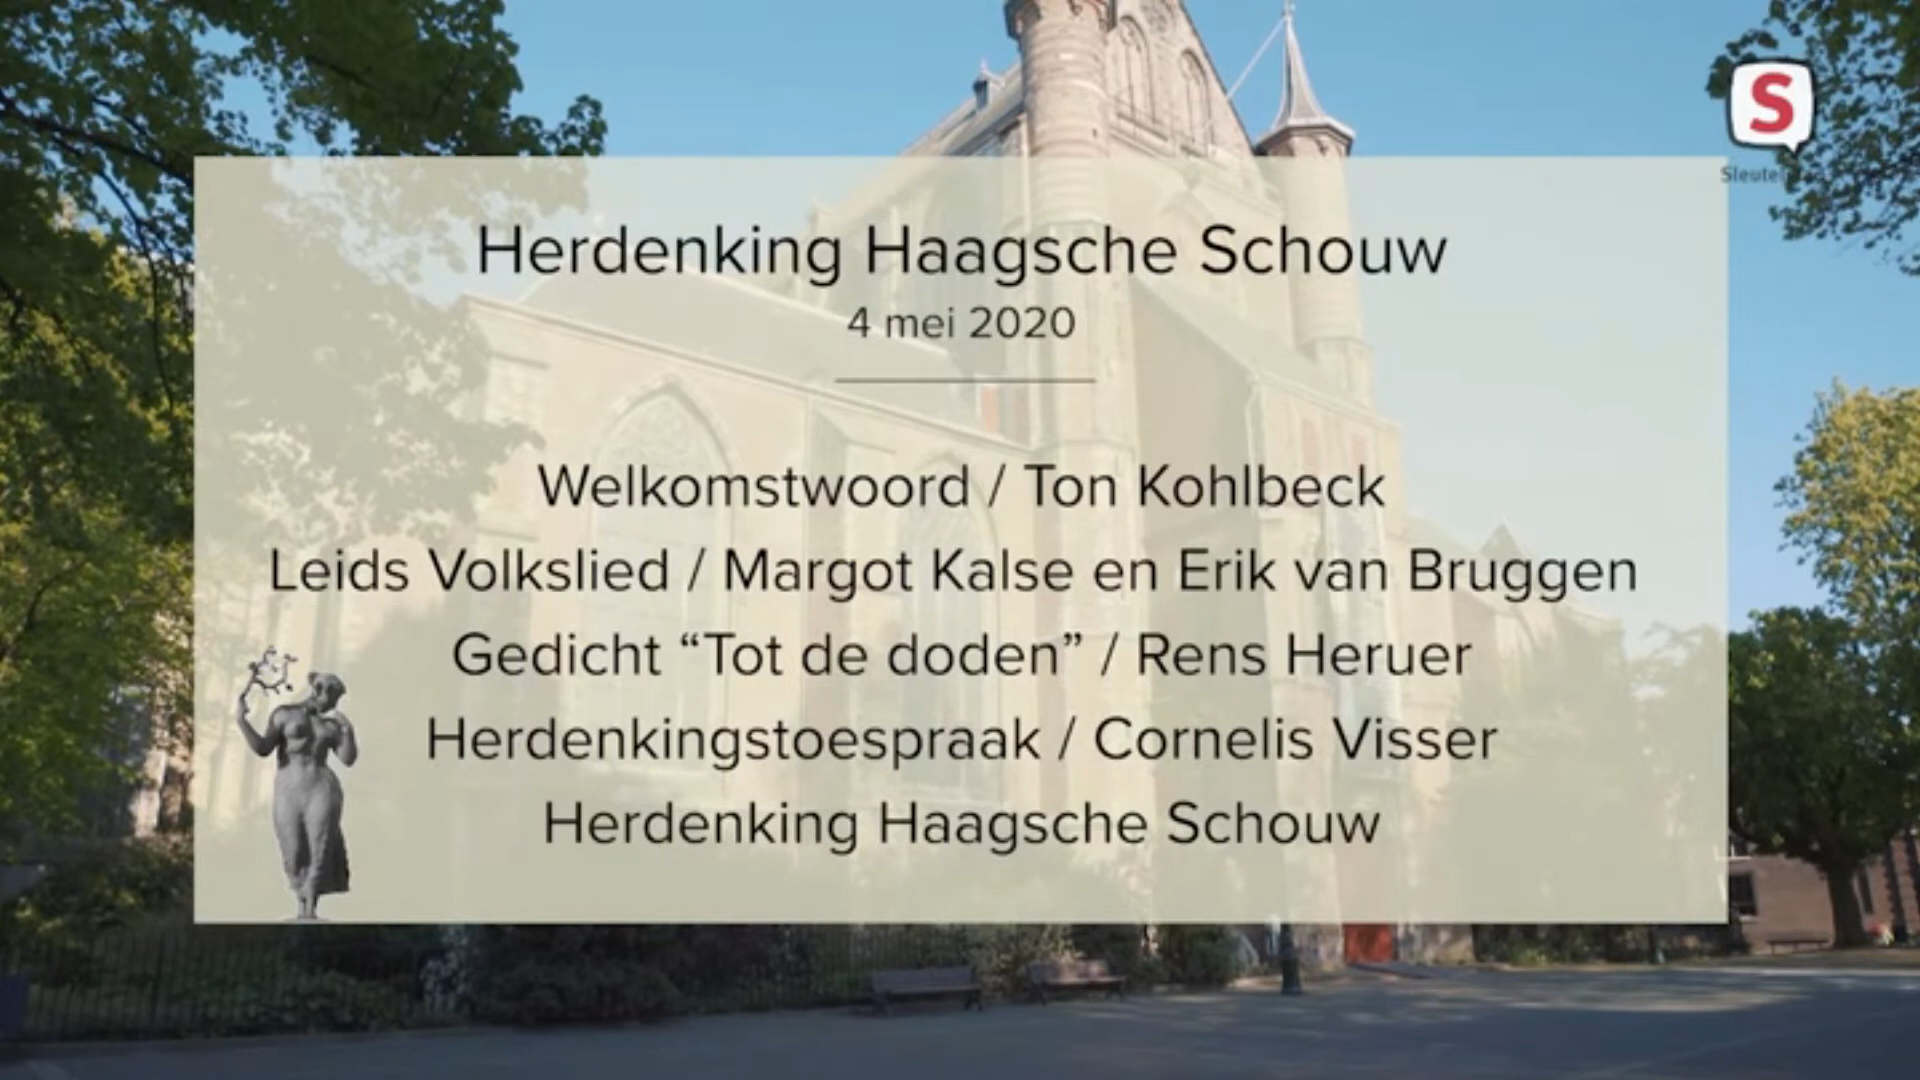 S
Herdenking Haagsche Schouw
4 mei 2020
Welkomstwoord / Ton Kohlbeck
Leids Volkslied / Margot Kalse en Erik van Bruggen
Gedicht “Tot de doden” / Rens Heruer
Herdenkingstoespraak / Cornelis Visser
Herdenking Haagsche Schouw